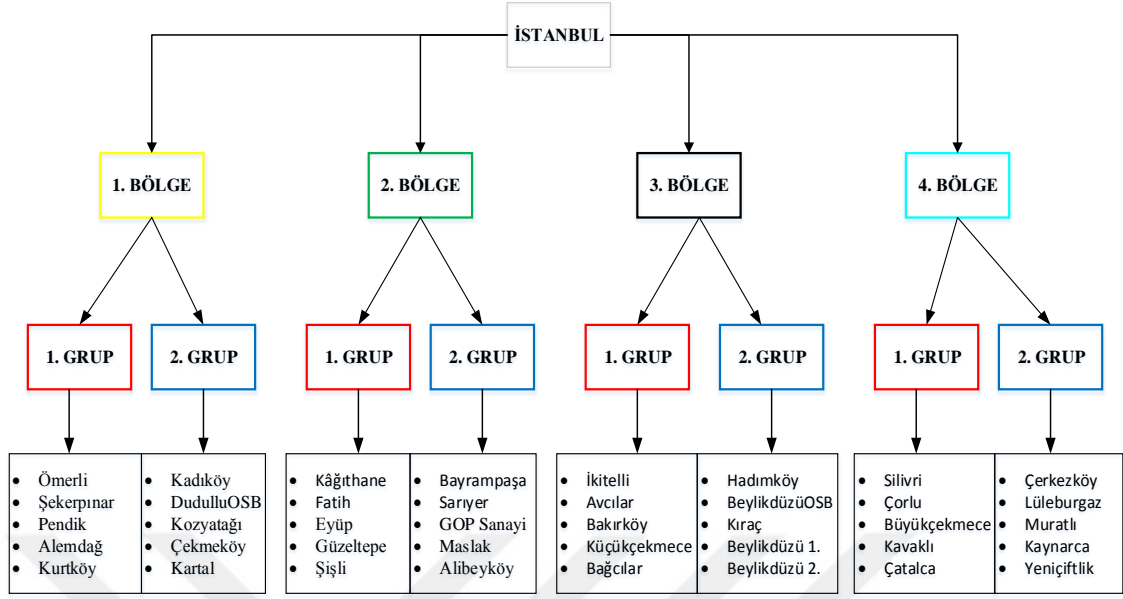 İSTANBUL
1. BÖLGE
2. BÖLGE
3. BÖLGE
4. BÖLGE
1. GRUP
2. GRUP
1. GRUP
2. GRUP
1. GRUP
2. GRUP
1. GRUP
2. GRUP
• Ömerli
• Şekerpınar
• Pendik
• Alemdağ
• Kurtköy
• Kadıköy
• DudulluOSB
• Kozyatağı
• Çekmeköy
• Kartal
• Kâğıthane
• Fatih
• Eyüp
• Güzeltepe
• Şişli
• Bayrampaşa
• Sarıyer
• GOP Sanayi
• Maslak
• Alibeyköy
• İkitelli
• Avcılar
• Bakırköy
• Küçükçekmece
• Bağcılar
• Hadımköy
• BeylikdüzüOSB
• Kıraç
• Beylikdüzü 1.
• Beylikdüzü 2.
• Silivri
• Çorlu
• Büyükçekmece
• Kavaklı
• Çatalca
• Çerkezköy
• Lüleburgaz
• Muratlı
• Kaynarca
• Yeniçiftlik